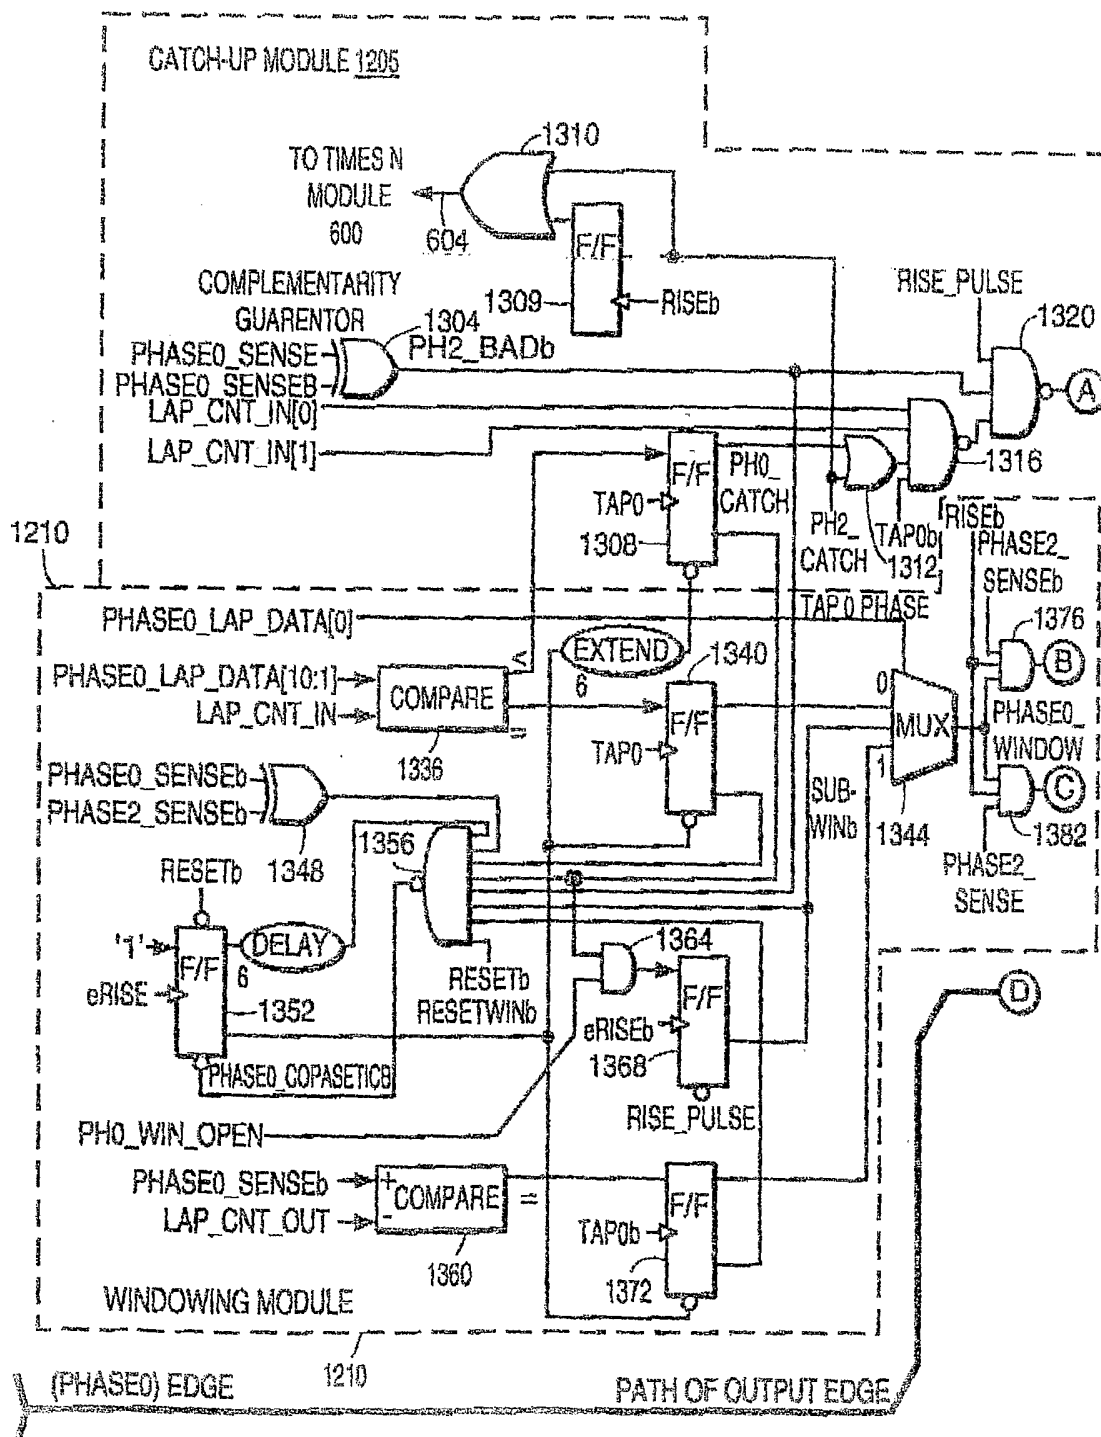 CATCH-UP MODULE 1205
1310
TO TIMES N
MODULE
600
604
F/F
1309
RISEb
COMPLEMENTARITY
GUARENTOR
1304
PH2_BADb
PHASE0_SENSE
PHASE0_SENSEB
LAP_CNT_IN[0]
LAP_CNT_IN[1]
RISE_PULSE
1320
A
1316
F/F
PH0_
CATCH
TAP0
1308
PH2_
CATCH
TAP0b
1312
RISEb
PHASE2_
SENSEb
1210
TAP 0 PHASE
1376
B
PHASE0_LAP_DATA[0]
PHASE0_LAP_DATA[10:1]
LAP_CNT_IN
COMPARE
<
=
1336
EXTEND
6
1340
F/F
TAP0
0
MUX
1
1344
PHASE0_
WINDOW
C
1382
PHASE2_
SENSE
SUB-
WINb
PHASE0_SENSEb
PHASE2_SENSEb
1348
1356
RESETb
'1'
F/F
eRISE
DELAY
6
1352
PHASE0_COPASETICB
RESETb
RESETWINb
1364
F/F
eRISEb
1368
RISE_PULSE
D
PH0_WIN_OPEN
PHASE0_SENSEb
LAP_CNT_OUT
+
-
COMPARE
=
1360
F/F
TAP0b
1372
WINDOWING MODULE
1210
(PHASE0) EDGE
PATH OF OUTPUT EDGE